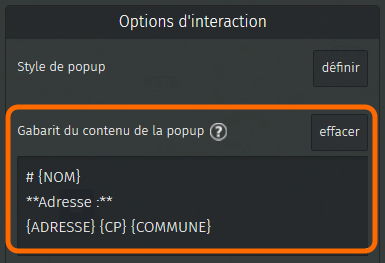 Options d'interaction
Style de popup définir
Gabarit du contenu de la popup ? effacer
# {NOM}
**Adresse :**
{ADRESSE} {CP} {COMMUNE}